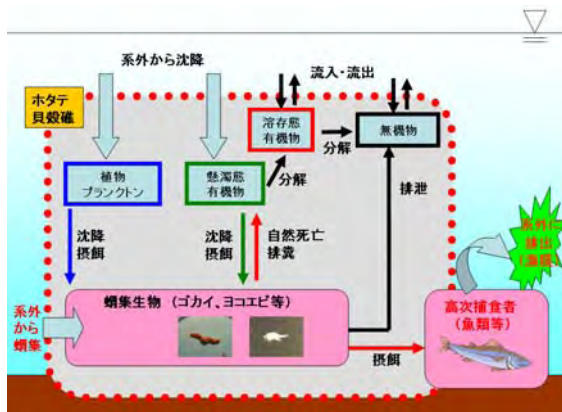 系外から沈降
流入・流出
ホタテ
貝殻礁
溶存態
有機物
無機物
分解
植物
プランクトン
懸濁態
有機物
分解
排泄
沈降
摂餌
沈降
摂餌
自然死亡
排糞
系外に
排出
系外
から
蝟集
蝟集生物（ゴカイ、ヨコエビ等）
高次捕食者
（魚類等）
摂餌